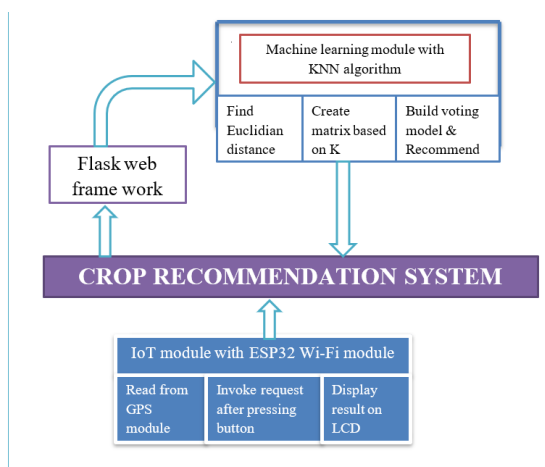 Machine learning module with
KNN algorithm
Find
Euclidian
distance
Create
matrix based
on K
Build voting
model &
Recommend
Flask web
frame work
CROP RECOMMENDATION SYSTEM
IoT module with ESP32 Wi-Fi module
Read from
GPS
module
Invoke request
after pressing
button
Display
result on
LCD